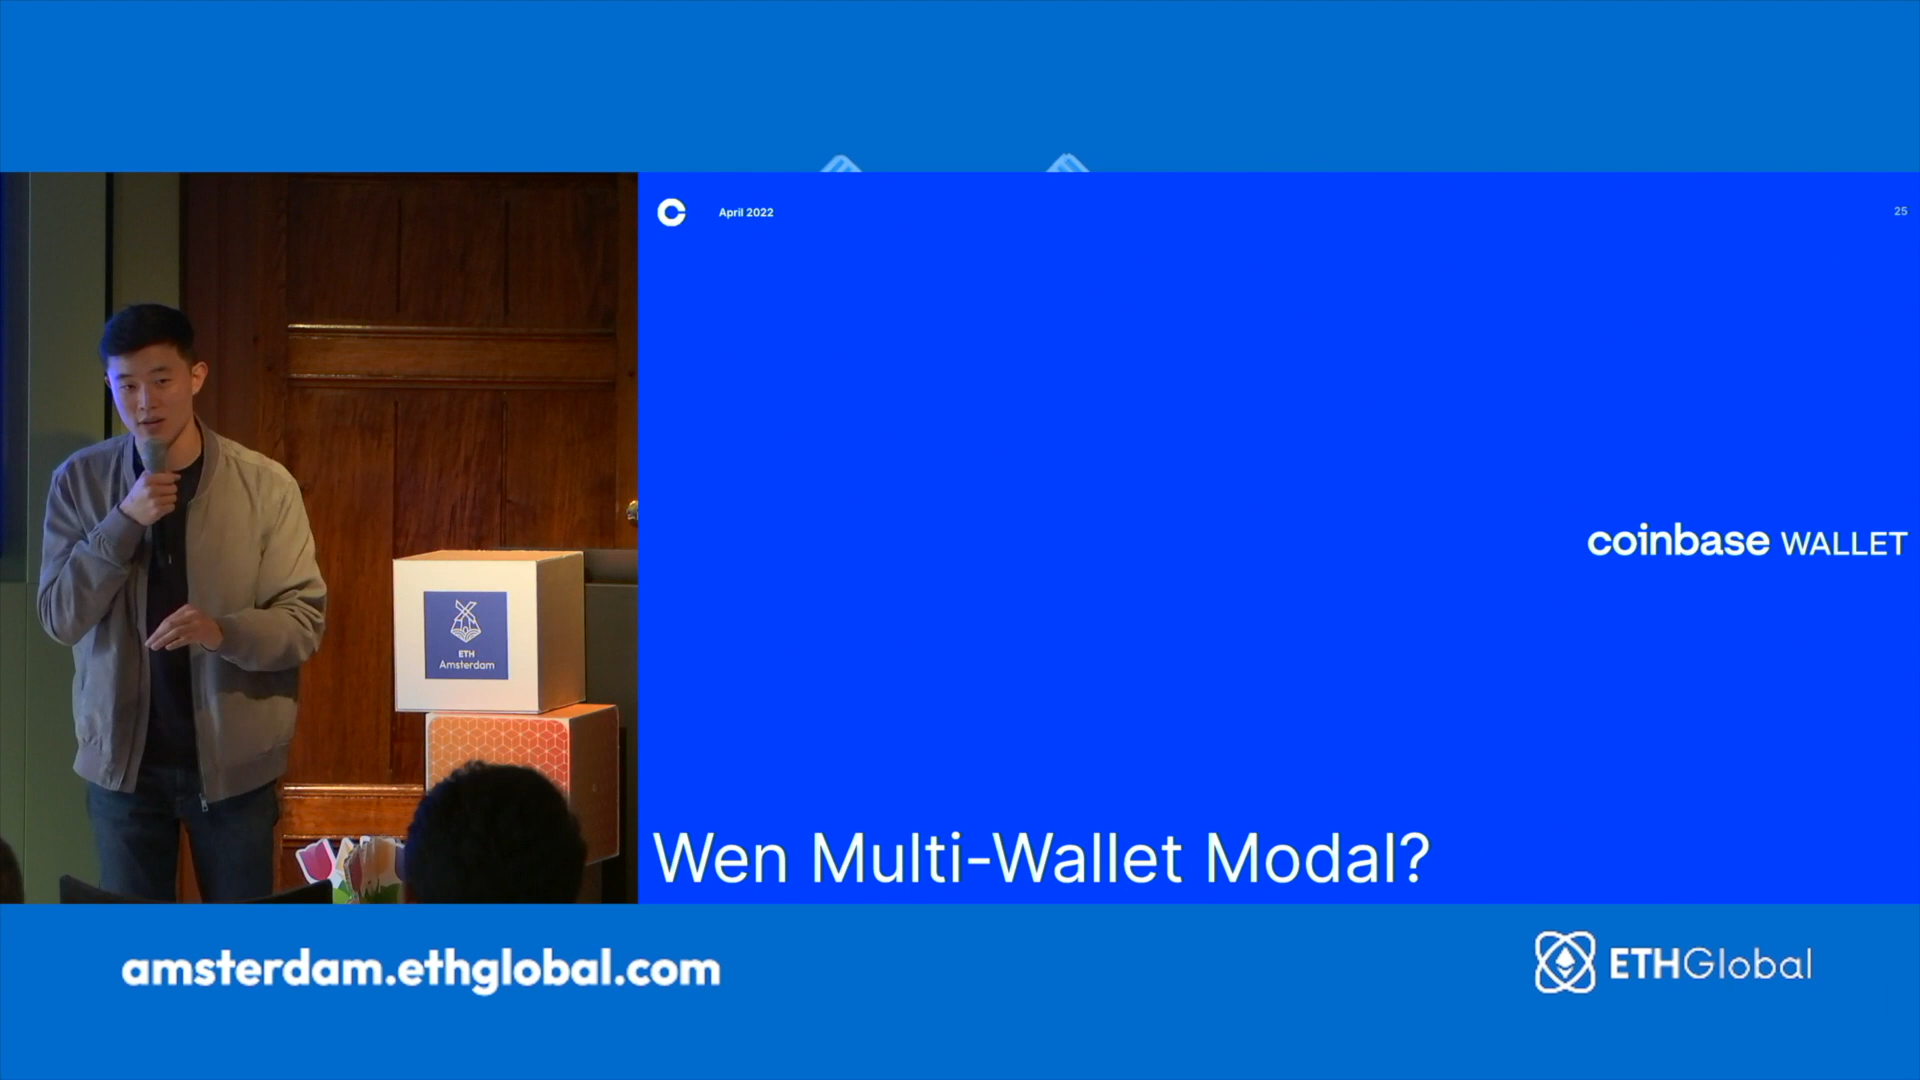 April 2022
25
coinbase WALLET
ETH
Amsterdam
Wen Multi-Wallet Modal?
amsterdam.ethglobal.com
ETHGlobal